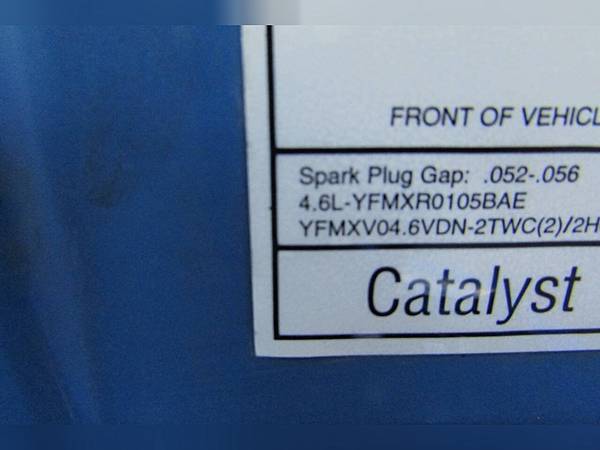 FRONT OF VEHICL
Spark Plug Gap: .052-.056
4.6L-YFMXR0105BAE
YFMXV04.6VDN-2TWC(2)/2H
Catalyst